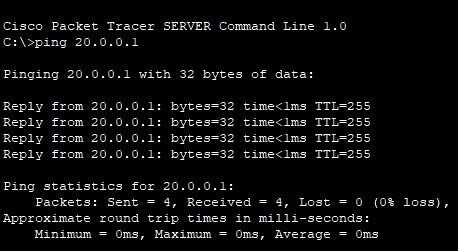 Cisco Packet Tracer SERVER Command Line 1.0
C:\>ping 20.0.0.1
Pinging 20.0.0.1 with 32 bytes of data:
Reply from 20.0.0.1: bytes=32 time<1ms TTL=255
Reply from 20.0.0.1: bytes=32 time<1ms TTL=255
Reply from 20.0.0.1: bytes=32 time<1ms TTL=255
Reply from 20.0.0.1: bytes=32 time<1ms TTL=255
Ping statistics for 20.0.0.1:
Packets: Sent = 4, Received = 4, Lost = 0 (0% loss),
Approximate round trip times in milli-seconds:
Minimum = 0ms, Maximum = 0ms, Average = 0ms